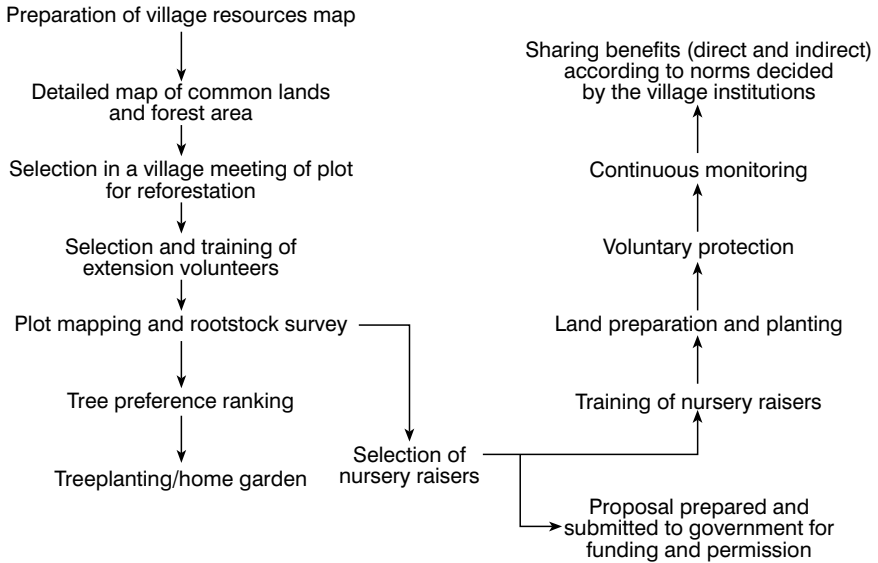 Preparation of village resources map
Detailed map of common lands
and forest area
Selection in a village meeting of plot
for reforestation
Selection and training of
extension volunteers
Plot mapping and rootstock survey
Tree preference ranking
Treeplanting/home garden
Selection of
nursery raisers
Sharing benefits (direct and indirect)
according to norms decided
by the village institutions
Continuous monitoring
Voluntary protection
Land preparation and planting
Training of nursery raisers
Proposal prepared and
submitted to government for
funding and permission